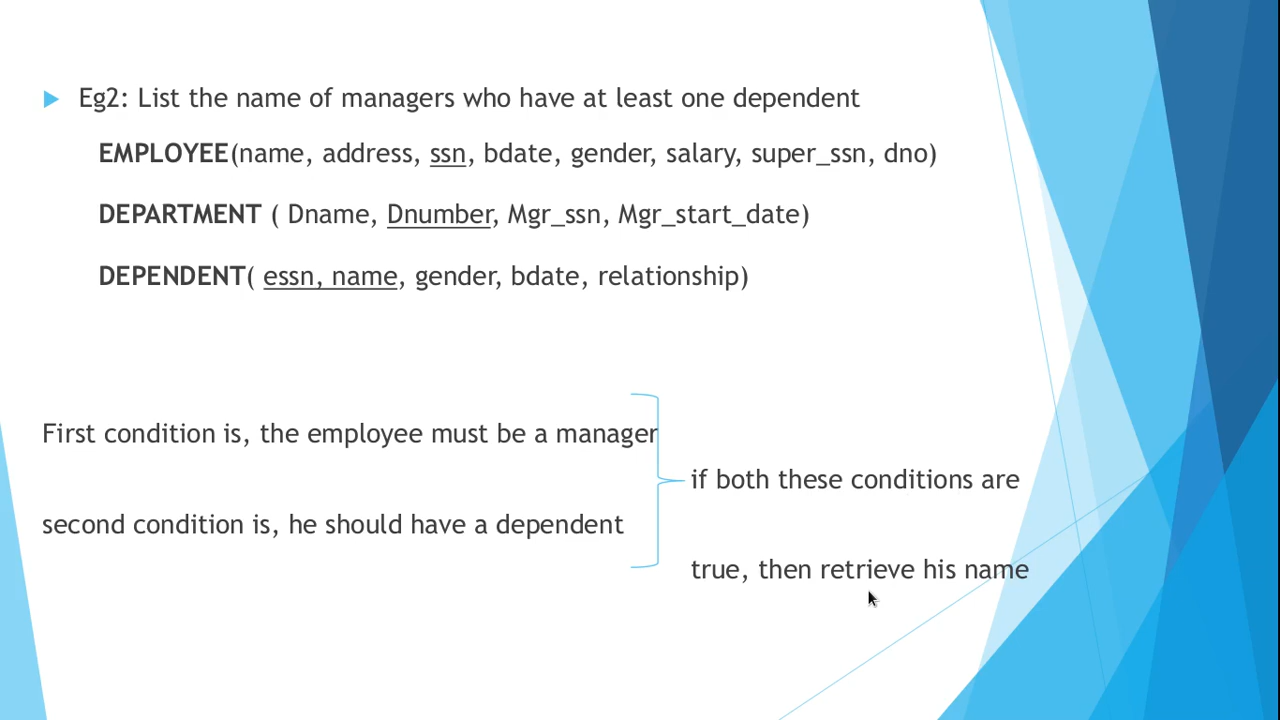 Eg2: List the name of managers who have at least one dependent
EMPLOYEE(name, address, ssn, bdate, gender, salary, super_ssn, dno)
DEPARTMENT ( Dname, Dnumber, Mgr_ssn, Mgr_start_date)
DEPENDENT( essn, name, gender, bdate, relationship)
First condition is, the employee must be a manager
second condition is, he should have a dependent
if both these conditions are
true, then retrieve his name